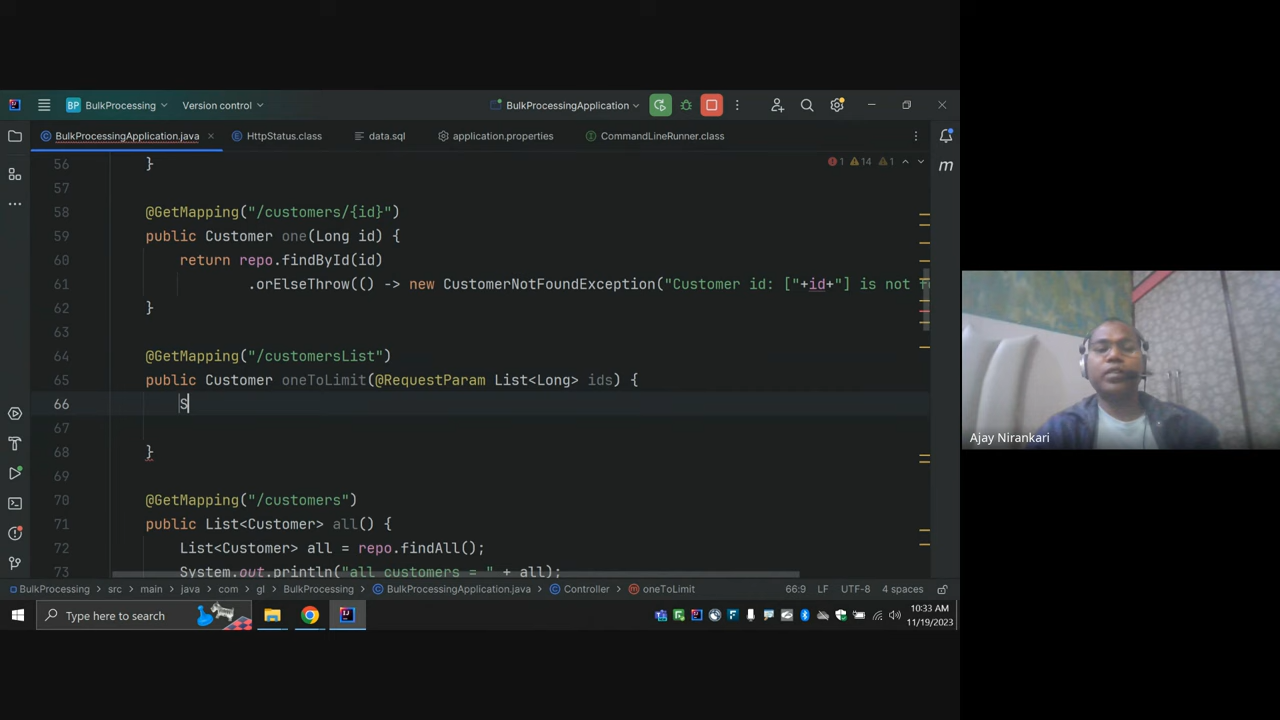 BP BulkProcessing Version control BulkProcessingApplication
BulkProcessingApplication.java HttpStatus.class data.sql application.properties CommandLineRunner.class
56 }
1 14 1
57
58 @GetMapping("/customers/{id}")
59 public Customer one(Long id) {
60 return repo.findById(id)
61 .orElseThrow(() -> new CustomerNotFoundException("Customer id: ["+id+"] is not
62 }
63
64 @GetMapping("/customersList")
65 public Customer oneToLimit(@RequestParam List<Long> ids) {
66 S
67
68 }
69
70 @GetMapping("/customers")
71 public List<Customer> all() {
72 List<Customer> all = repo.findAll();
73 System.out.println("all customers = " + all);
BulkProcessing > src > main > java > com > gl > BulkProcessing > BulkProcessingApplication.java > Controller > oneToLimit 66:9 LF UTF-8 4 spaces
Type here to search
10:33 AM
11/19/2023
Ajay Nirankari